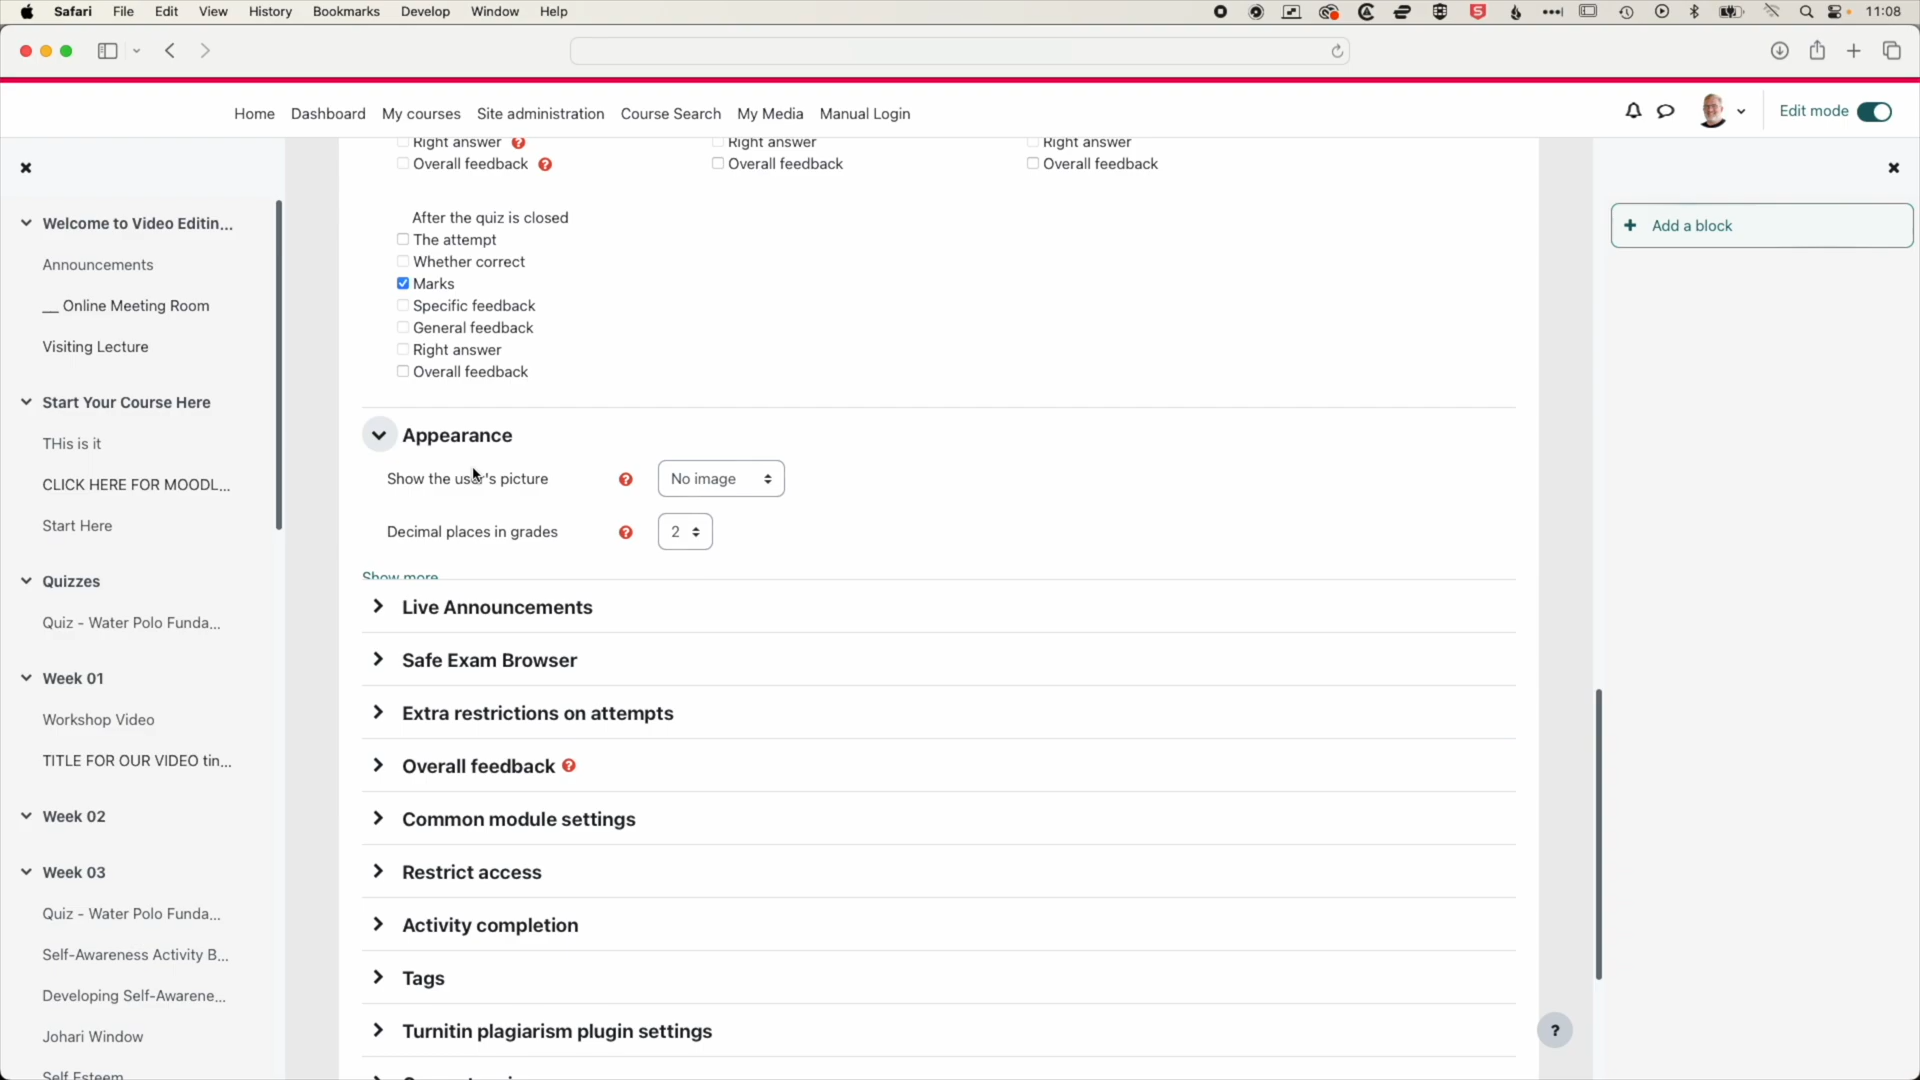 Safari File Edit View History Bookmarks Develop Window Help 11:08
Home Dashboard My courses Site administration Course Search My Media Manual Login Edit mode
Welcome to Video Editin...
Announcements
__ Online Meeting Room
Visiting Lecture
Start Your Course Here
THis is it
CLICK HERE FOR MOODL...
Start Here
Quizzes
Quiz - Water Polo Funda...
Week 01
Workshop Video
TITLE FOR OUR VIDEO tin...
Week 02
Week 03
Quiz - Water Polo Funda...
Self-Awareness Activity B...
Developing Self-Awarene...
Johari Window
Self Esteem
Right answer ? Right answer Right answer
Overall feedback ? Overall feedback Overall feedback
After the quiz is closed
The attempt
Whether correct
Marks
Specific feedback
General feedback
Right answer
Overall feedback
Appearance
Show the user's picture ? No image
Decimal places in grades ? 2
Show more
Live Announcements
Safe Exam Browser
Extra restrictions on attempts
Overall feedback ?
Common module settings
Restrict access
Activity completion
Tags
Turnitin plagiarism plugin settings
+ Add a block
?